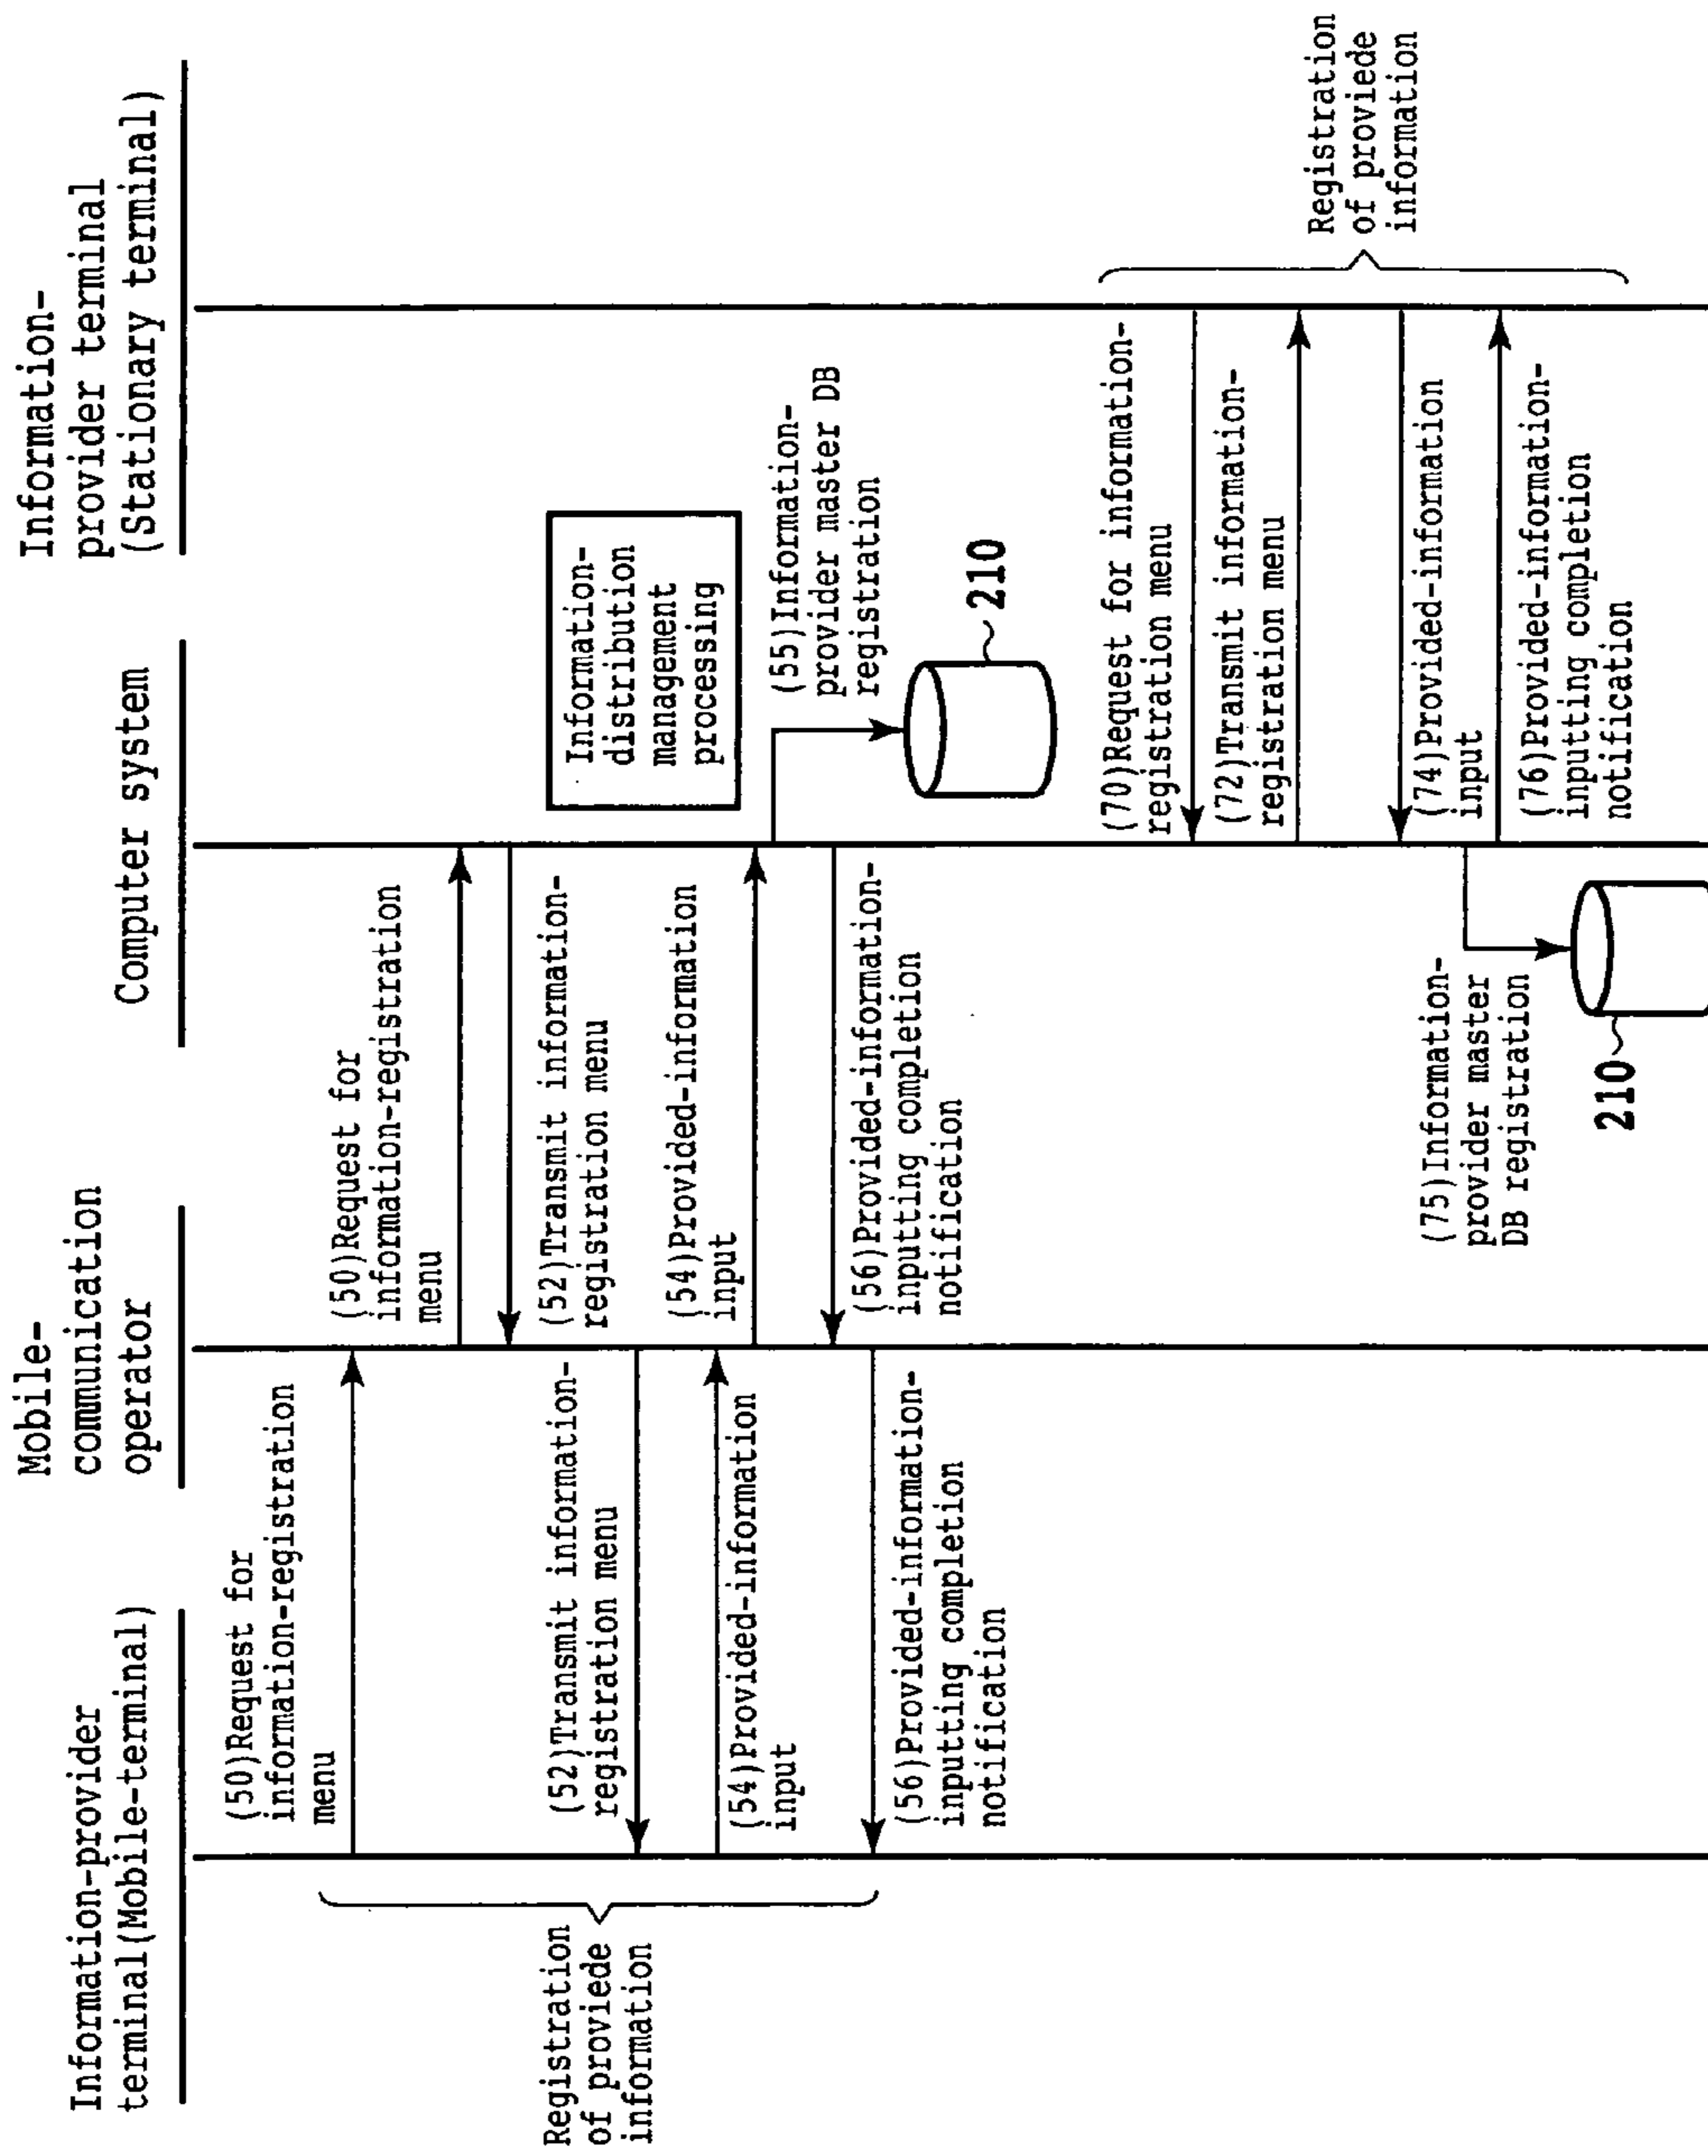 Information-provider
terminal(Mobile-terminal)
Mobile-
communication
operator
Computer system
Information-
provider terminal
(Stationary terminal)
(50)Request for
information-registration
menu
(50)Request for
information-registration
menu
(52)Transmit information-
registration menu
(52)Transmit information-
registration menu
Information-
distribution
management
processing
Registration
of proviede
information
(54)Provided-information
input
(54)Provided-information
input
(55)Information-
provider master DB
registration
210
(56)Provided-information-
inputting completion
notification
(56)Provided-information-
inputting completion
notification
(70)Request for information-
registration menu
(72)Transmit information-
registration menu
Registration
of proviede
information
(74)Provided-information
input
(75)Information-
provider master
DB registration
210
(76)Provided-information-
inputting completion
notification